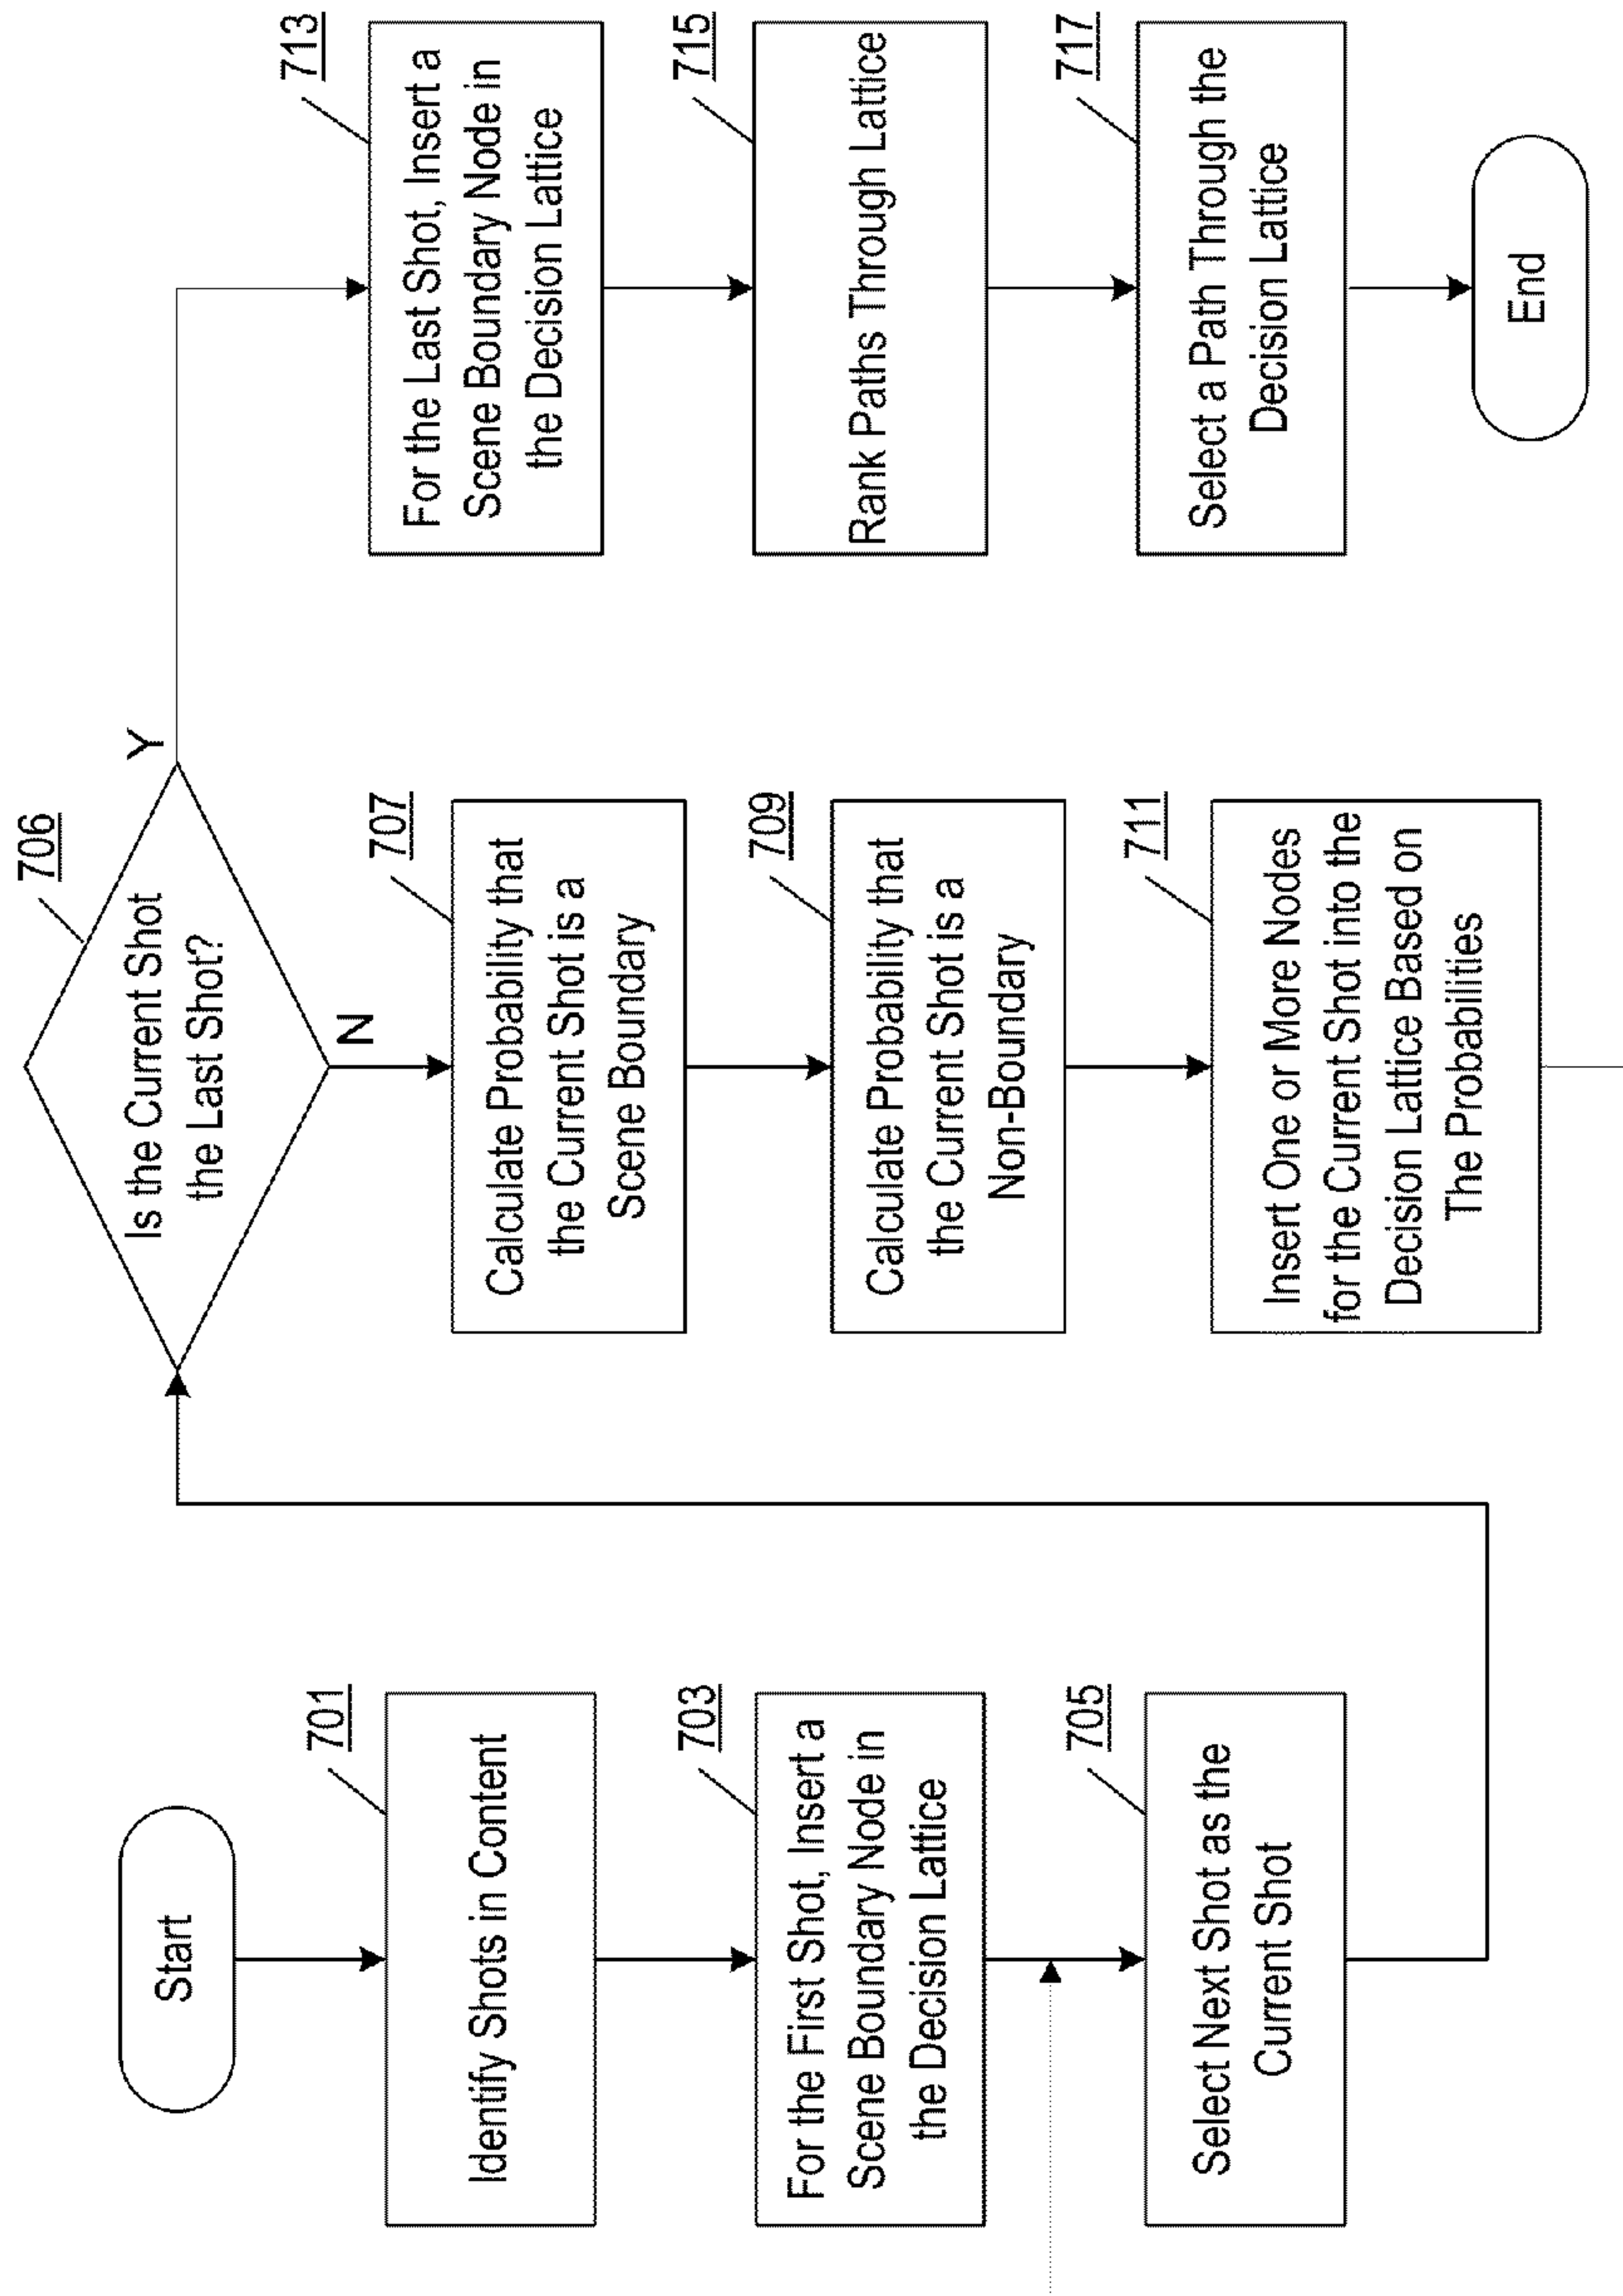 Start
701
Identify Shots in Content
703
For the First Shot, Insert a
Scene Boundary Node in
the Decision Lattice
705
Select Next Shot as the
Current Shot
706
Is the Current Shot
the Last Shot?
Y
N
707
Calculate Probability that
the Current Shot is a
Scene Boundary
709
Calculate Probability that
the Current Shot is a
Non-Boundary
711
Insert One or More Nodes
for the Current Shot into the
Decision Lattice Based on
The Probabilities
713
For the Last Shot, Insert a
Scene Boundary Node in
the Decision Lattice
715
Rank Paths Through Lattice
717
Select a Path Through the
Decision Lattice
End